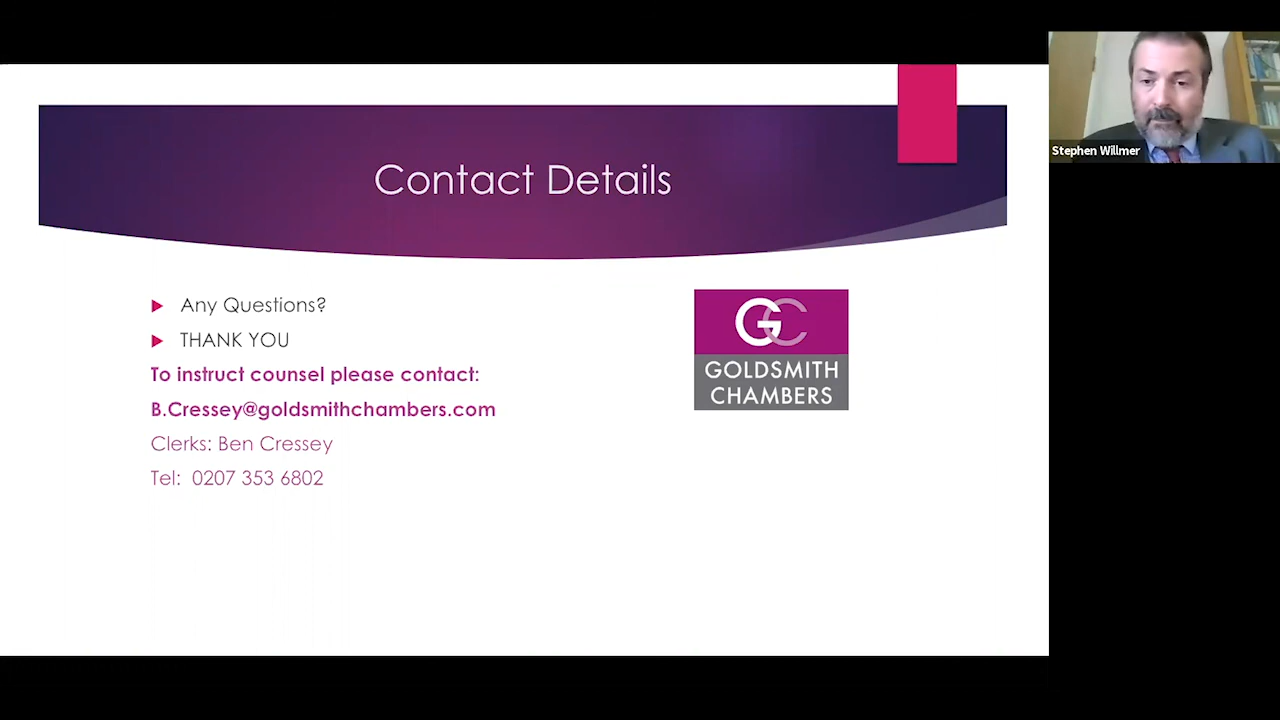 Contact Details
Any Questions?
THANK YOU
To instruct counsel please contact:
B.Cressey@goldsmithchambers.com
Clerks: Ben Cressey
Tel:  0207 353 6802
GC
GOLDSMITH
CHAMBERS
Stephen Willmer